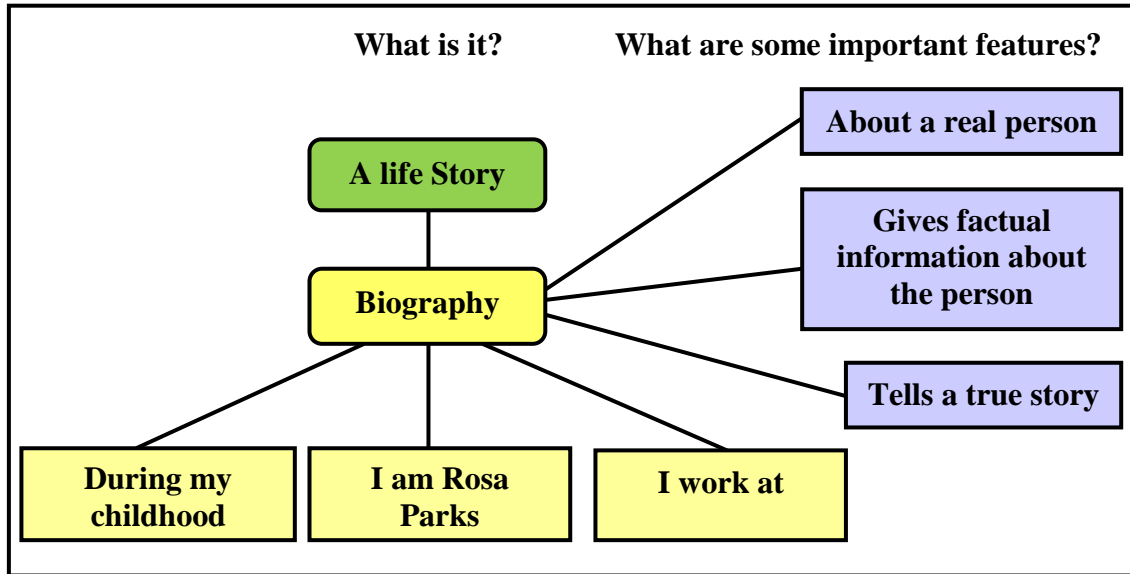 What is it?
What are some important features?
About a real person
A life Story
Gives factual
information about
the person
Biography
Tells a true story
During my
childhood
I am Rosa
Parks
I work at